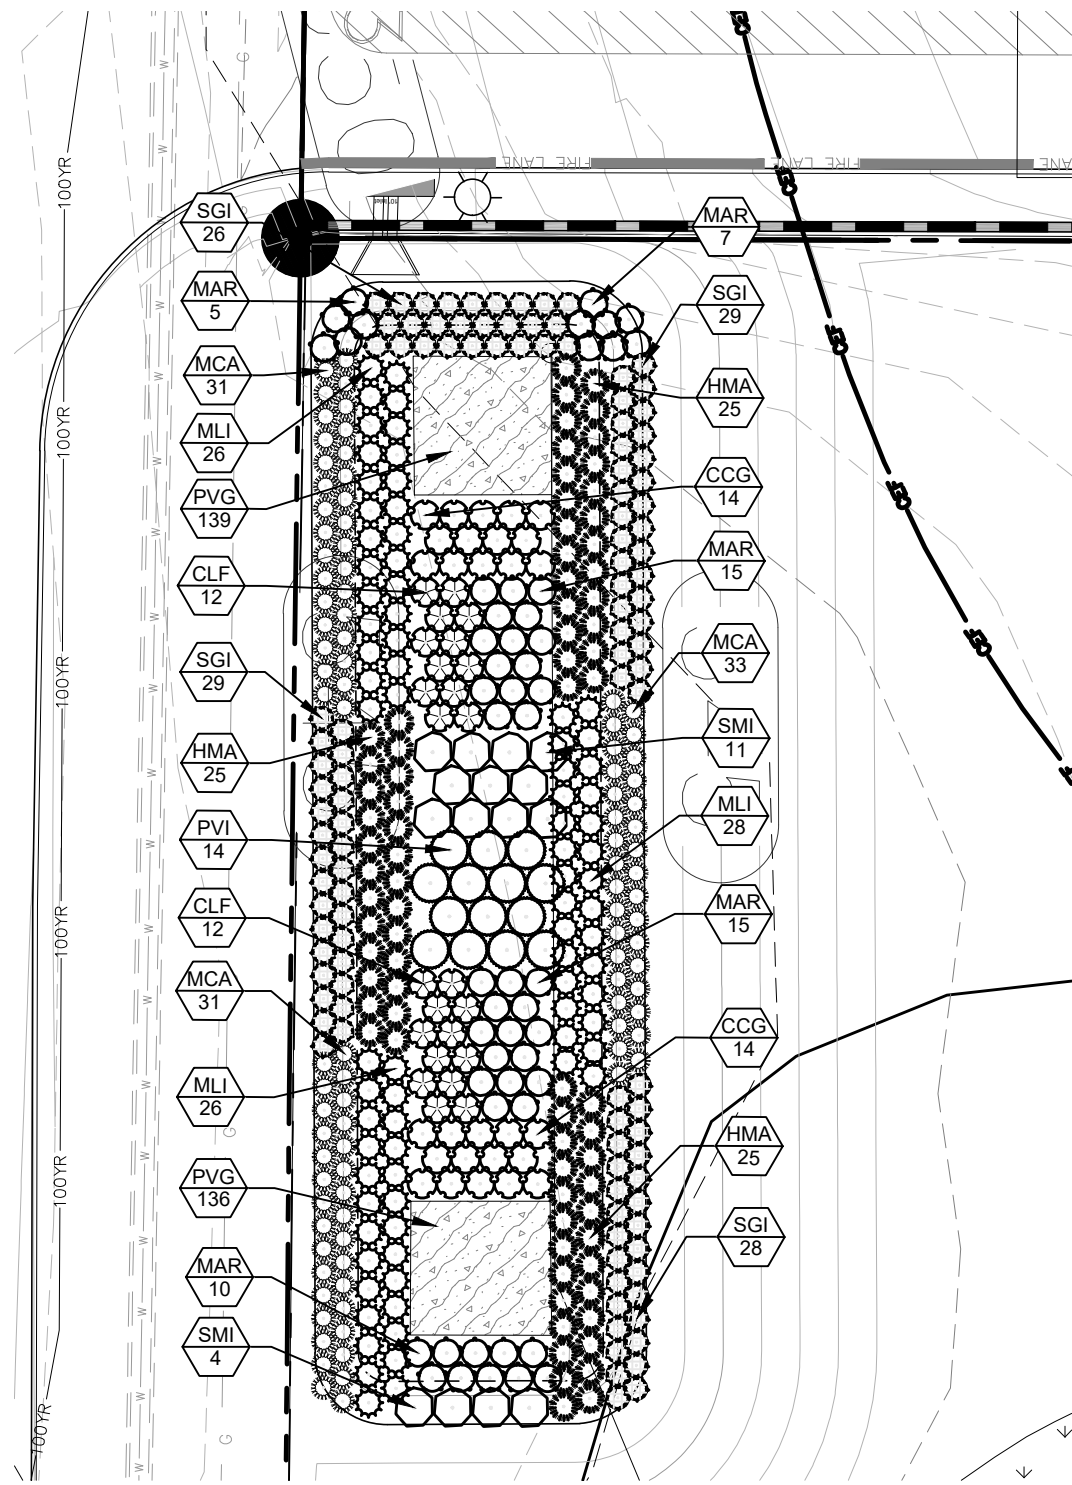 FIRE LANE
FIRE LANE
LANE
SGI
26
MAR
5
MCA
31
MLI
26
PVG
139
CLF
12
SGI
29
HMA
25
PVI
14
CLF
12
MCA
31
MLI
26
PVG
136
MAR
10
SMI
4
MAR
7
SGI
29
HMA
25
CCG
14
MAR
15
MCA
33
SMI
11
MLI
28
MAR
15
CCG
14
HMA
25
SGI
28
100YR
100YR
100YR
100YR
100YR
100YR
W
W
W
W
W
W
W
W
W
W
W
W
G
G
G
G